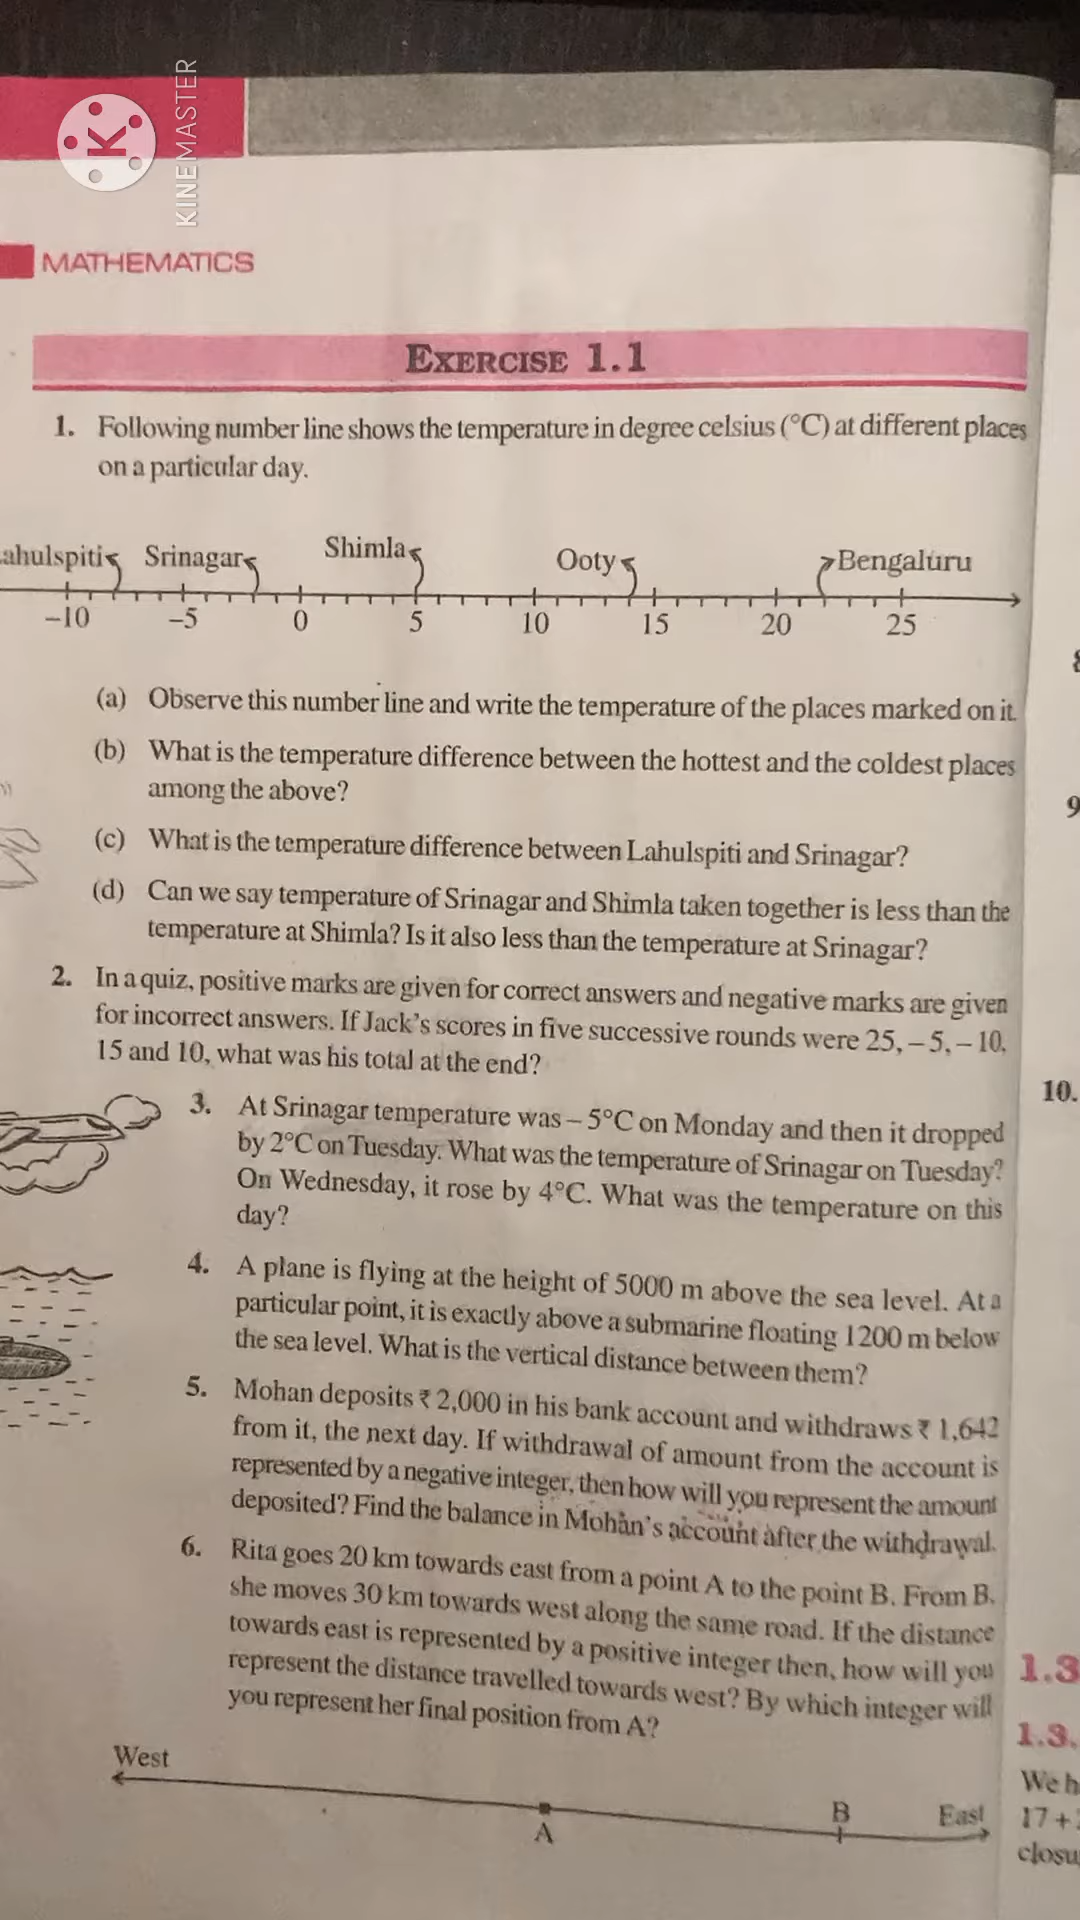 KINEMASTER
MATHEMATICS
EXERCISE 1.1
1. Following number line shows the temperature in degree celsius (°C) at different places
on a particular day.
ahulspiti Srinagar Shimla Ooty Bengaluru
–10 –5 0 5 10 15 20 25
(a) Observe this number line and write the temperature of the places marked on it.
(b) What is the temperature difference between the hottest and the coldest places
among the above?
(c) What is the temperature difference between Lahulspiti and Srinagar?
(d) Can we say temperature of Srinagar and Shimla taken together is less than the
temperature at Shimla? Is it also less than the temperature at Srinagar?
2. In a quiz, positive marks are given for correct answers and negative marks are given
for incorrect answers. If Jack's scores in five successive rounds were 25, – 5, – 10,
15 and 10, what was his total at the end?
3. At Srinagar temperature was – 5°C on Monday and then it dropped
by 2°C on Tuesday. What was the temperature of Srinagar on Tuesday?
On Wednesday, it rose by 4°C. What was the temperature on this
day?
4. A plane is flying at the height of 5000 m above the sea level. At a
particular point, it is exactly above a submarine floating 1200 m below
the sea level. What is the vertical distance between them?
5. Mohan deposits ₹ 2,000 in his bank account and withdraws ₹ 1,642
from it, the next day. If withdrawal of amount from the account is
represented by a negative integer, then how will you represent the amount
deposited? Find the balance in Mohan's account after the withdrawal.
6. Rita goes 20 km towards east from a point A to the point B. From B,
she moves 30 km towards west along the same road. If the distance
towards east is represented by a positive integer then, how will you
represent the distance travelled towards west? By which integer will
you represent her final position from A?
West A B East
9
10.
1.3
1.3.
We h
17 +
closu